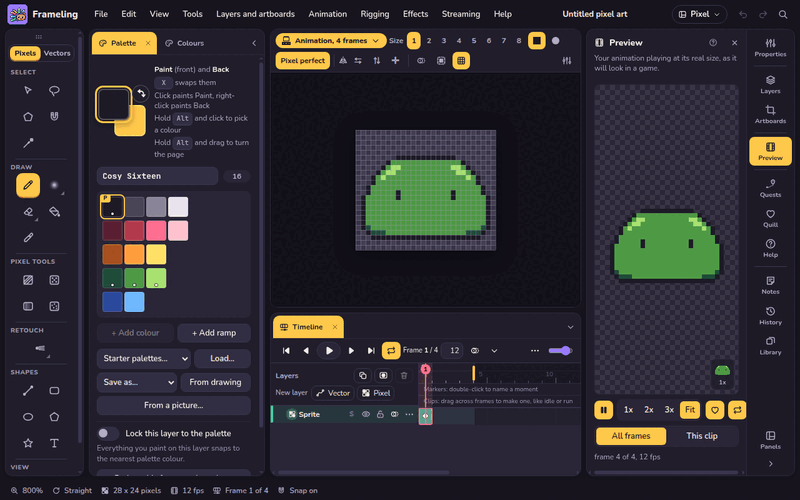 Frameling
File Edit View Tools Layers and artboards Animation Rigging Effects Streaming Help
Untitled pixel art
Pixel
Pixels Vectors
SELECT
DRAW
PIXEL TOOLS
RETOUCH
SHAPES
VIEW
Palette
Colours
Paint (front) and Back
X swaps them
Click paints Paint, right-
click paints Back
Hold Alt and click to pick
a colour
Hold Alt and drag to turn
the page
Cosy Sixteen 16
P
+ Add colour + Add ramp
Starter palettes... Load...
Save as... From drawing
From a picture...
Lock this layer to the palette
Everything you paint on this layer snaps to
the nearest palette colour.
Animation, 4 frames Size 1 2 3 4 5 6 7 8
Pixel perfect
Timeline
Frame 1 / 4 12
Layers
1 5 10
New layer Vector Pixel
Markers: double-click to name a moment
Clips: drag across frames to make one, like idle or run
Sprite S
Preview
Your animation playing at its real size, as it
will look in a game.
1x
1x 2x 3x Fit
All frames This clip
frame 4 of 4, 12 fps
Properties
Layers
Artboards
Preview
Quests
Quill
Help
Notes
History
Library
Panels
800% Straight 28 x 24 pixels 12 fps Frame 1 of 4 Snap on